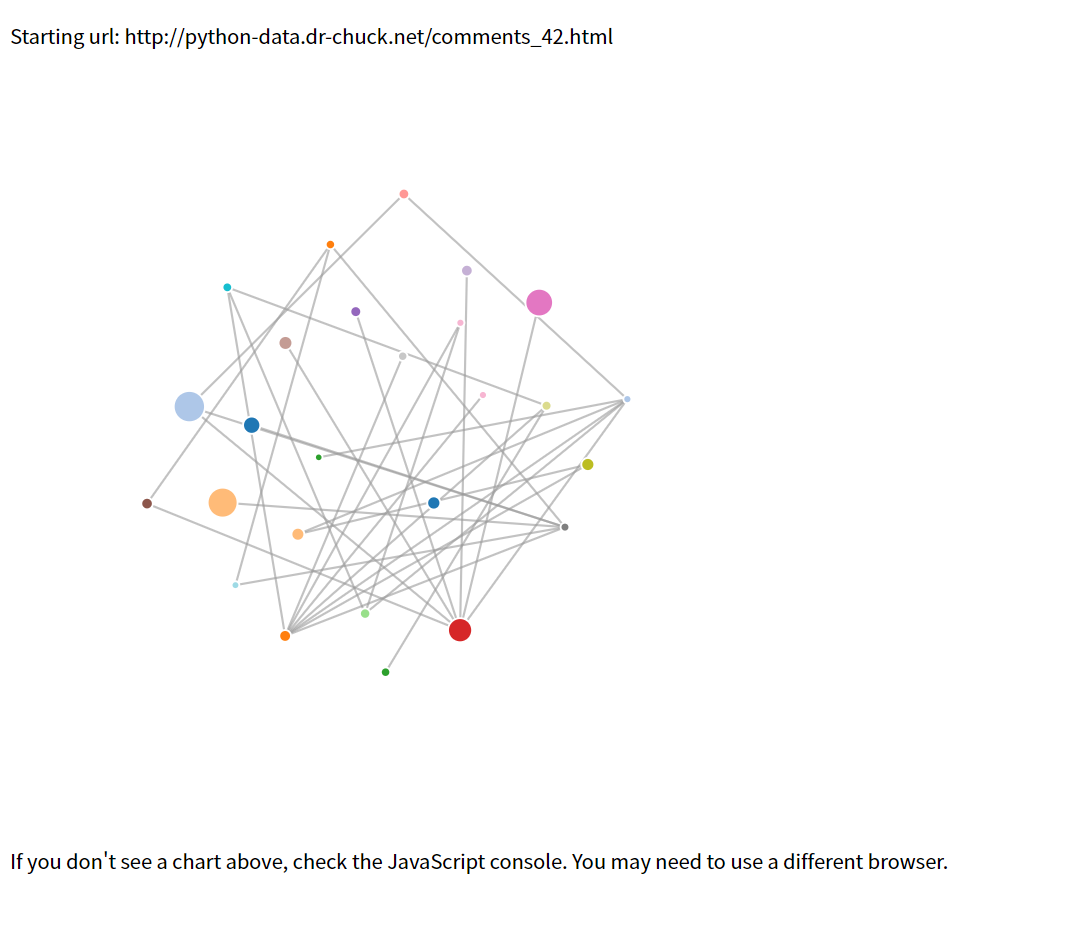 Starting url: http://python-data.dr-chuck.net/comments_42.html
If you don't see a chart above, check the JavaScript console. You may need to use a different browser.